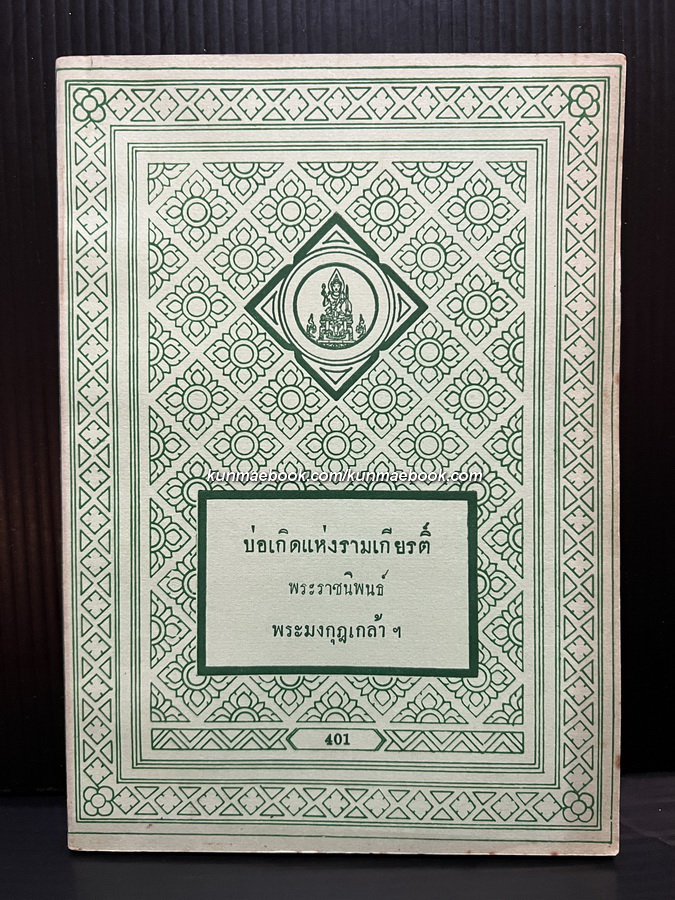 kunmaebook.com/kunmaebook.com
บ่อเกิดแห่งรามเกียรติ์
พระราชนิพนธ์
พระมงกุฎเกล้า ฯ
401